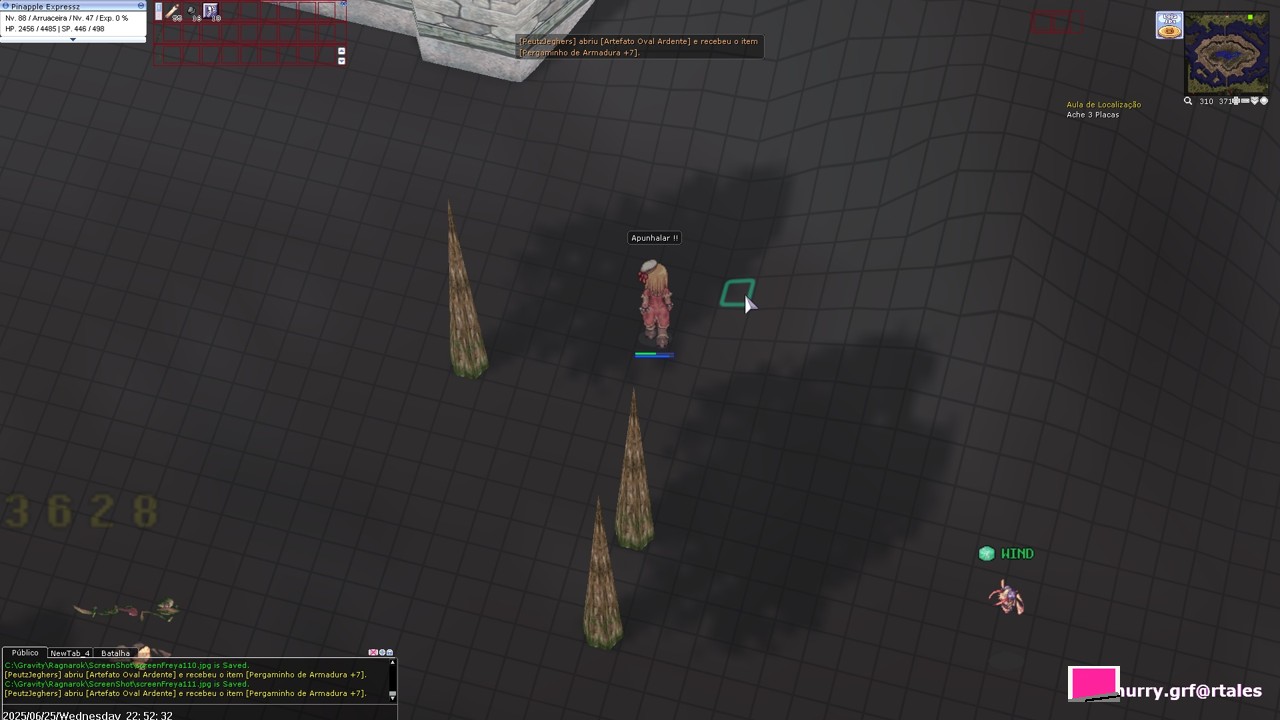 Pinapple Expressz
Nv. 88 / Arruaceira / Nv. 47 / Exp. 0 %
HP. 2456 / 4485 | SP. 446 / 498
[PeutzJeghers] abriu [Artefato Oval Ardente] e recebeu o item
[Pergaminho de Armadura +7].
310 371
Aula de Localização
Ache 3 Placas
Apunhalar !!
3628
WIND
Público NewTab_4 Batalha
C:\Gravity\Ragnarok\ScreenShot\screenFreya110.jpg is Saved.
[PeutzJeghers] abriu [Artefato Oval Ardente] e recebeu o item [Pergaminho de Armadura +7].
C:\Gravity\Ragnarok\ScreenShot\screenFreya111.jpg is Saved.
[PeutzJeghers] abriu [Artefato Oval Ardente] e recebeu o item [Pergaminho de Armadura +7].
2025/06/25/Wednesday 22:52:32
hurry.grf@rtales